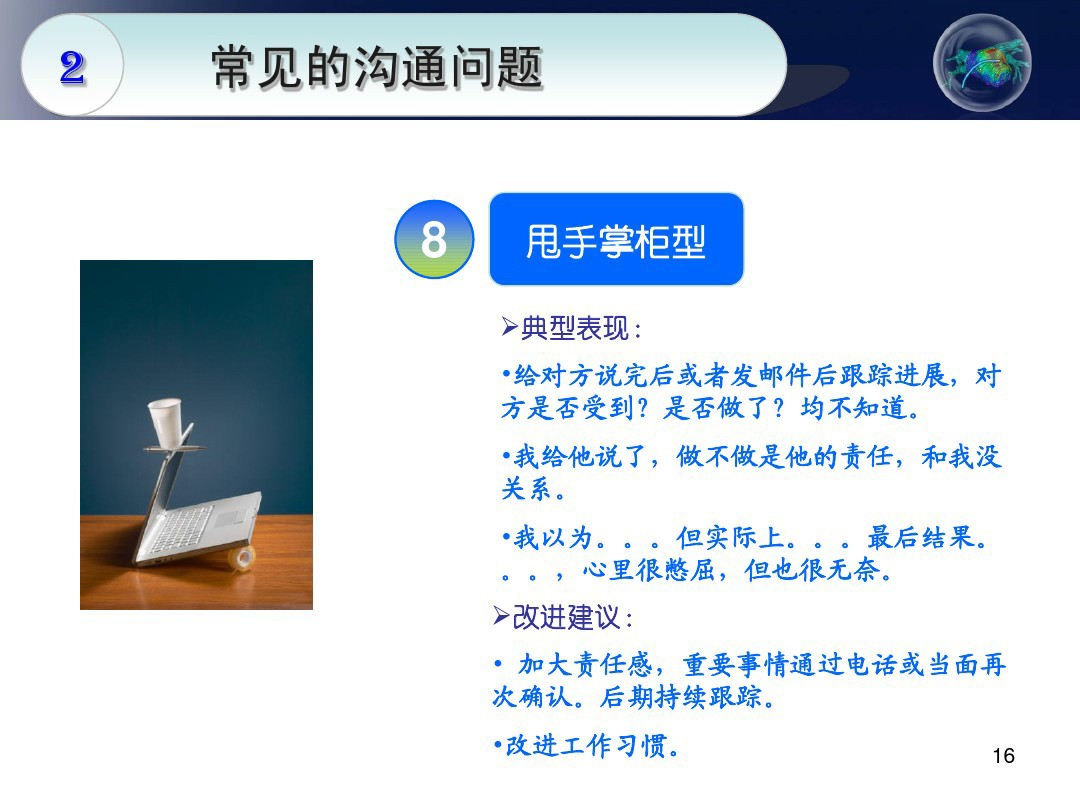 2
常见的沟通问题
8
甩手掌柜型
➢典型表现：
•给对方说完后或者发邮件后跟踪进展，对
方是否受到？是否做了？均不知道。
•我给他说了，做不做是他的责任，和我没
关系。
•我以为。。。但实际上。。。最后结果。
。。，心里很憋屈，但也很无奈。
➢改进建议：
• 加大责任感，重要事情通过电话或当面再
次确认。后期持续跟踪。
•改进工作习惯。
16